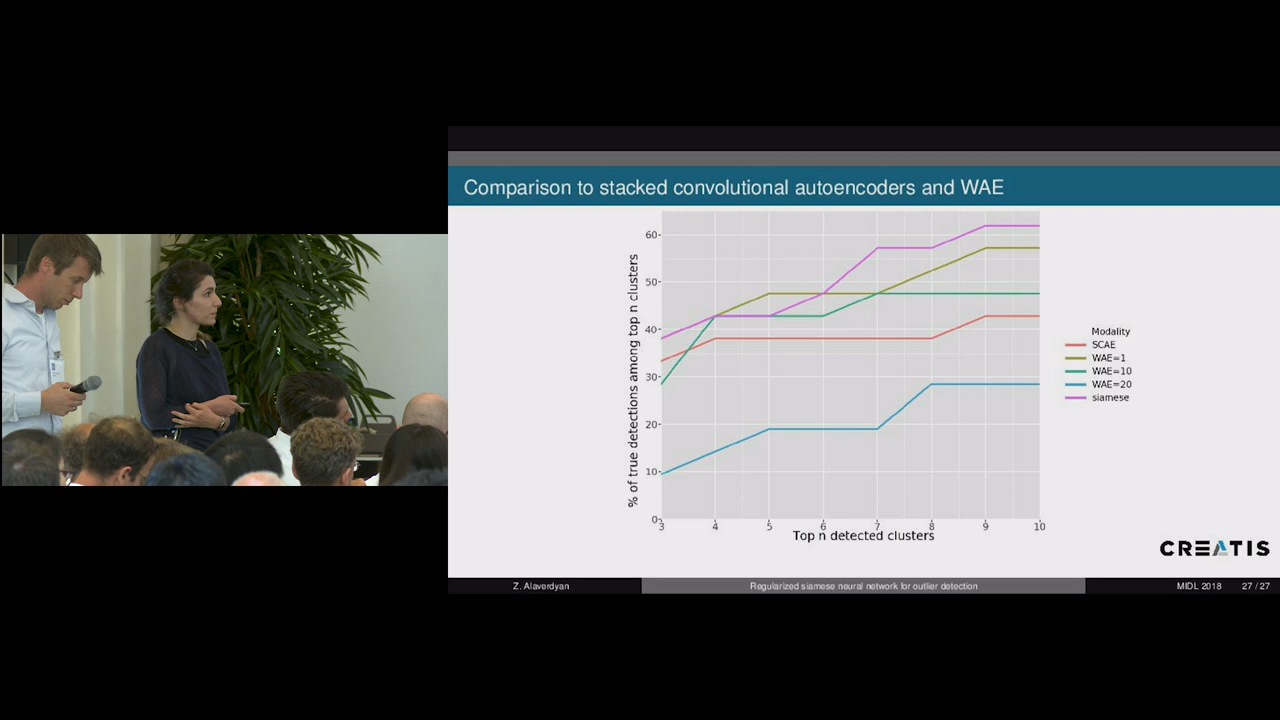 Comparison to stacked convolutional autoencoders and WAE
% of true detections among top n clusters
60
50
40
30
20
10
0
3 4 5 6 7 8 9 10
Top n detected clusters
Modality
SCAE
WAE=1
WAE=10
WAE=20
siamese
CREATIS
Z. Alaverdyan Regularized siamese neural network for outlier detection MIDL 2018 27 / 27